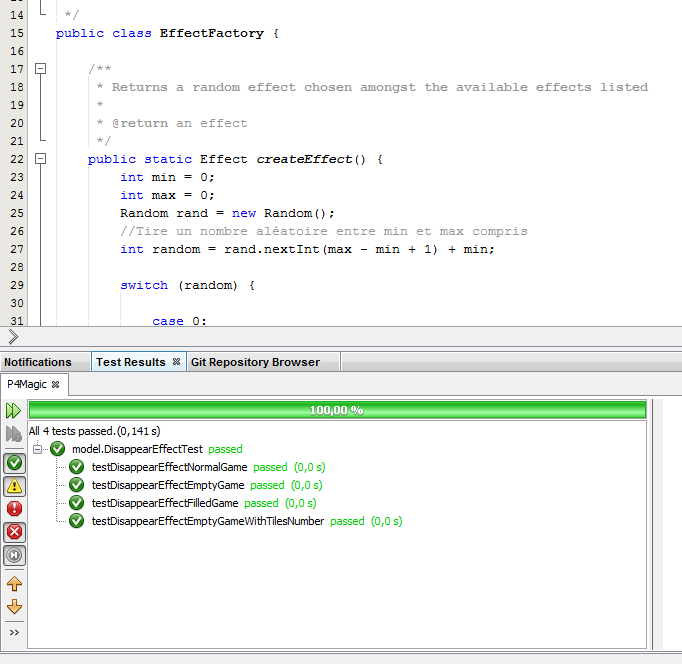 14 */
15 public class EffectFactory {
16
17 /**
18 * Returns a random effect chosen amongst the available effects listed
19 *
20 * @return an effect
21 */
22 public static Effect createEffect() {
23 int min = 0;
24 int max = 0;
25 Random rand = new Random();
26 //Tire un nombre aléatoire entre min et max compris
27 int random = rand.nextInt(max - min + 1) + min;
28
29 switch (random) {
30
31 case 0:
Notifications Test Results Git Repository Browser
P4Magic
100,00 %
All 4 tests passed.(0,141 s)
model.DisappearEffectTest passed
testDisappearEffectNormalGame passed (0,0 s)
testDisappearEffectEmptyGame passed (0,0 s)
testDisappearEffectFilledGame passed (0,0 s)
testDisappearEffectEmptyGameWithTilesNumber passed (0,0 s)